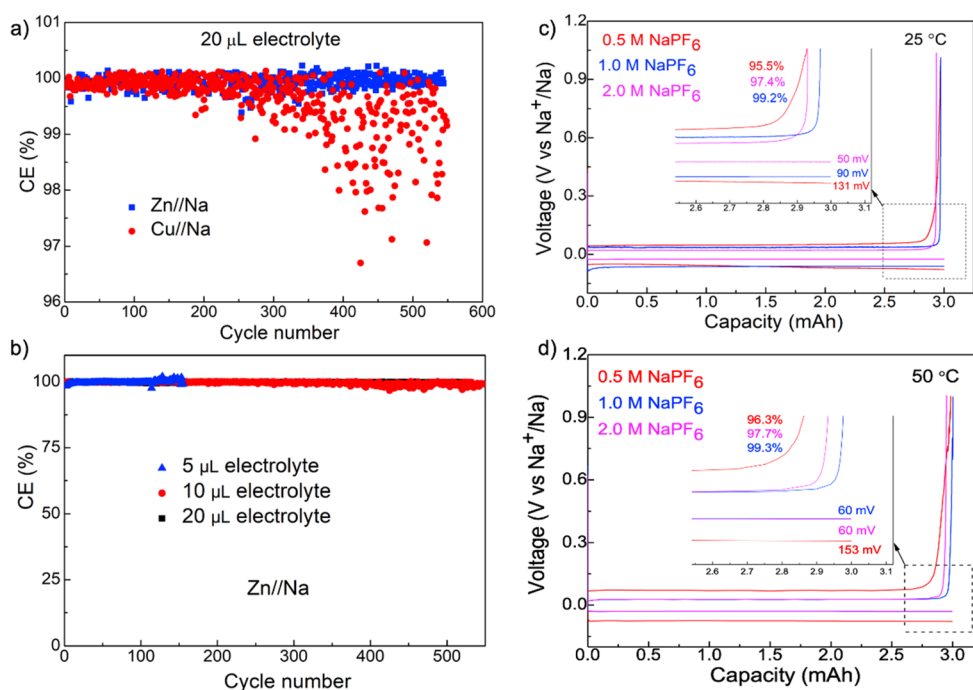 a)
20 μL electrolyte
CE (%)
101
100
99
98
97
96
Zn//Na
Cu//Na
0 100 200 300 400 500 600
Cycle number
b)
CE (%)
100
75
50
25
0
5 μL electrolyte
10 μL electrolyte
20 μL electrolyte
Zn//Na
0 100 200 300 400 500
Cycle number
c)
25 °C
0.5 M NaPF6
1.0 M NaPF6
2.0 M NaPF6
Voltage (V vs Na+/Na)
1.2
0.9
0.6
0.3
0.0
95.5%
97.4%
99.2%
50 mV
90 mV
131 mV
2.6 2.7 2.8 2.9 3.0 3.1
0.0 0.5 1.0 1.5 2.0 2.5 3.0
Capacity (mAh)
d)
50 °C
0.5 M NaPF6
1.0 M NaPF6
2.0 M NaPF6
Voltage (V vs Na+/Na)
1.2
0.9
0.6
0.3
0.0
96.3%
97.7%
99.3%
60 mV
60 mV
153 mV
2.6 2.7 2.8 2.9 3.0 3.1
0.0 0.5 1.0 1.5 2.0 2.5 3.0
Capacity (mAh)